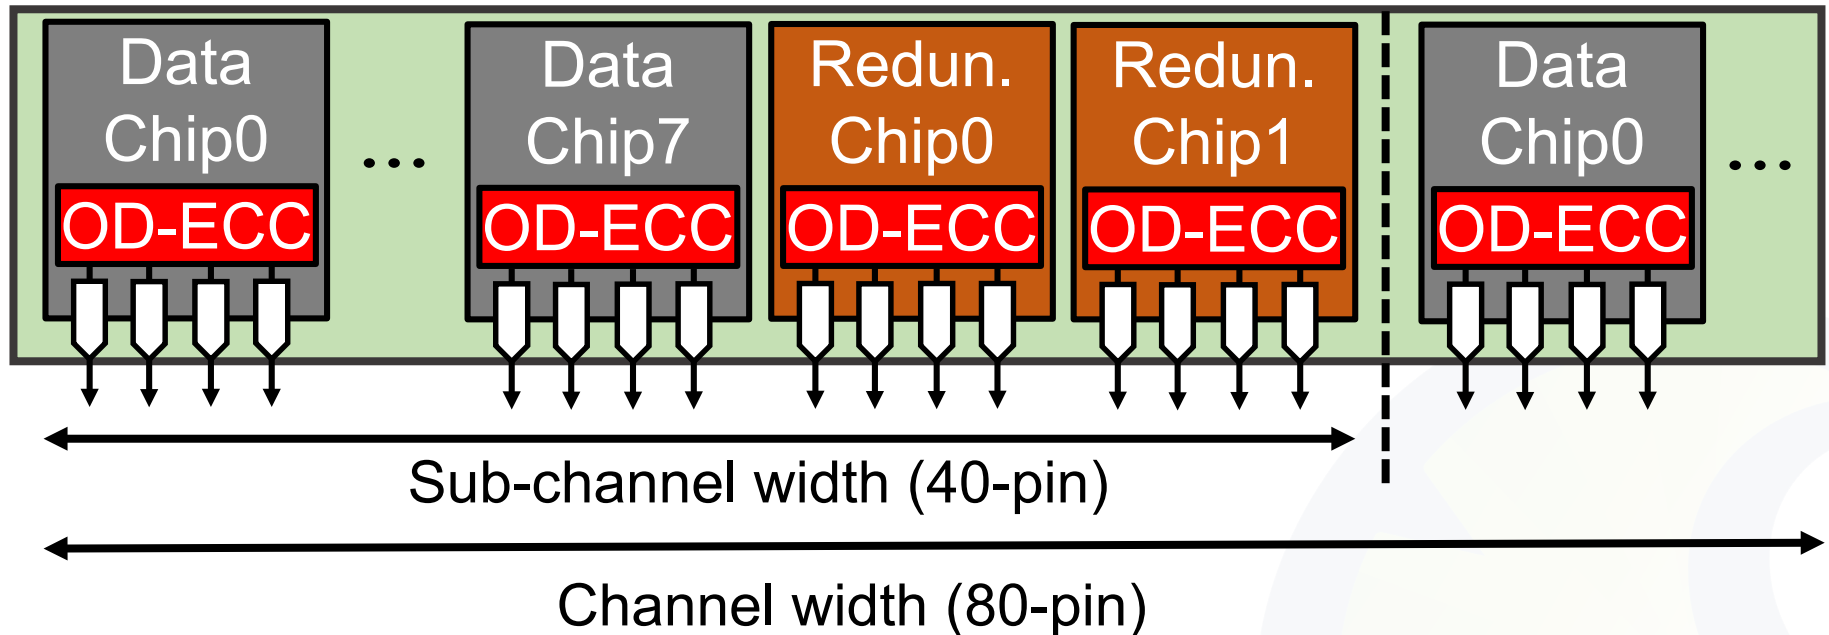 Data
Chip0
OD-ECC
...
Data
Chip7
OD-ECC
Redun.
Chip0
OD-ECC
Redun.
Chip1
OD-ECC
Data
Chip0
OD-ECC
...
Sub-channel width (40-pin)
Channel width (80-pin)